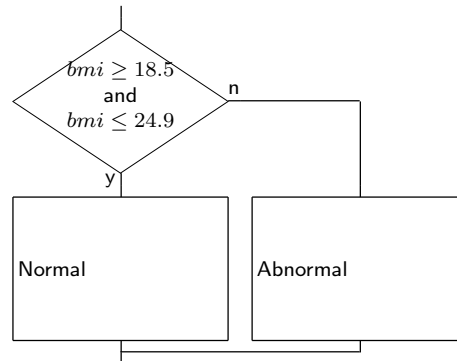 bmi ≥ 18.5
and
bmi ≤ 24.9
n
y
Normal
Abnormal